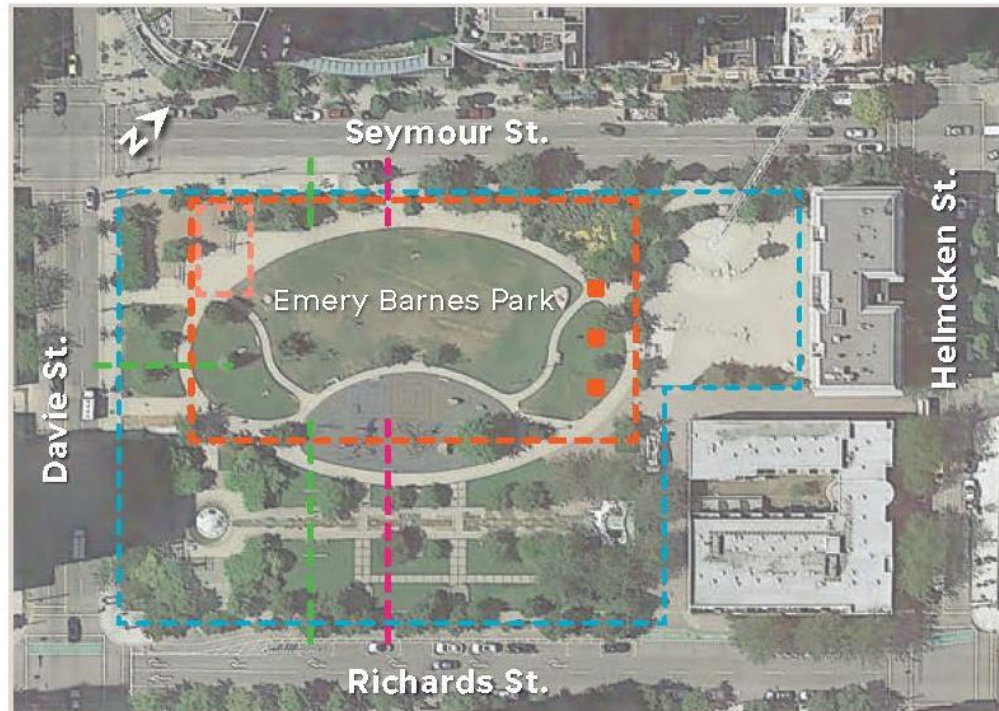 N
Seymour St.
Emery Barnes Park
Davie St.
Helmcken St.
Richards St.